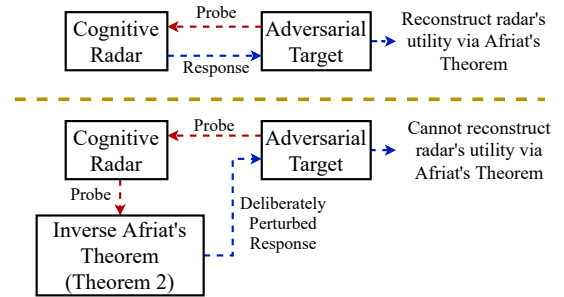 Probe
Cognitive
Radar
Adversarial
Target
Response
Reconstruct radar's
utility via Afriat's
Theorem
Probe
Cognitive
Radar
Adversarial
Target
Cannot reconstruct
radar's utility via
Afriat's Theorem
Probe
Deliberately
Perturbed
Response
Inverse Afriat's
Theorem
(Theorem 2)